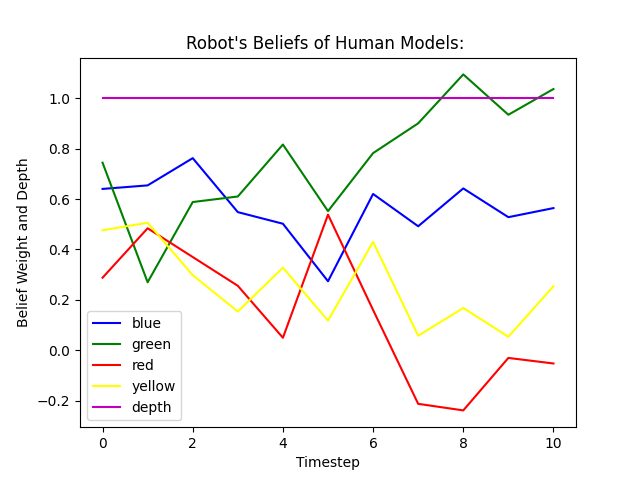 Robot's Beliefs of Human Models:
Belief Weight and Depth
1.0
0.8
0.6
0.4
0.2
0.0
−0.2
blue
green
red
yellow
depth
0 2 4 6 8 10
Timestep